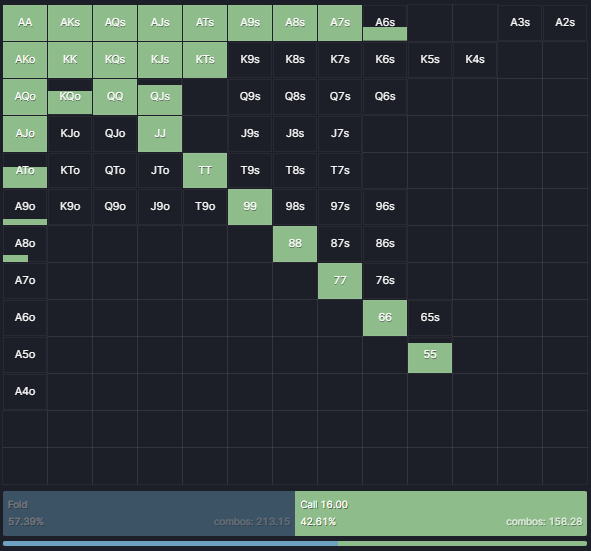 AA AKs AQs AJs ATs A9s A8s A7s A6s A3s A2s
AKo KK KQs KJs KTs K9s K8s K7s K6s K5s K4s
AQo KQo QQ QJs Q9s Q8s Q7s Q6s
AJo KJo QJo JJ J9s J8s J7s
ATo KTo QTo JTo TT T9s T8s T7s
A9o K9o Q9o J9o T9o 99 98s 97s 96s
A8o 88 87s 86s
A7o 77 76s
A6o 66 65s
A5o 55
A4o
Fold Call 16.00
57.39% combos: 213.15 42.61% combos: 158.28